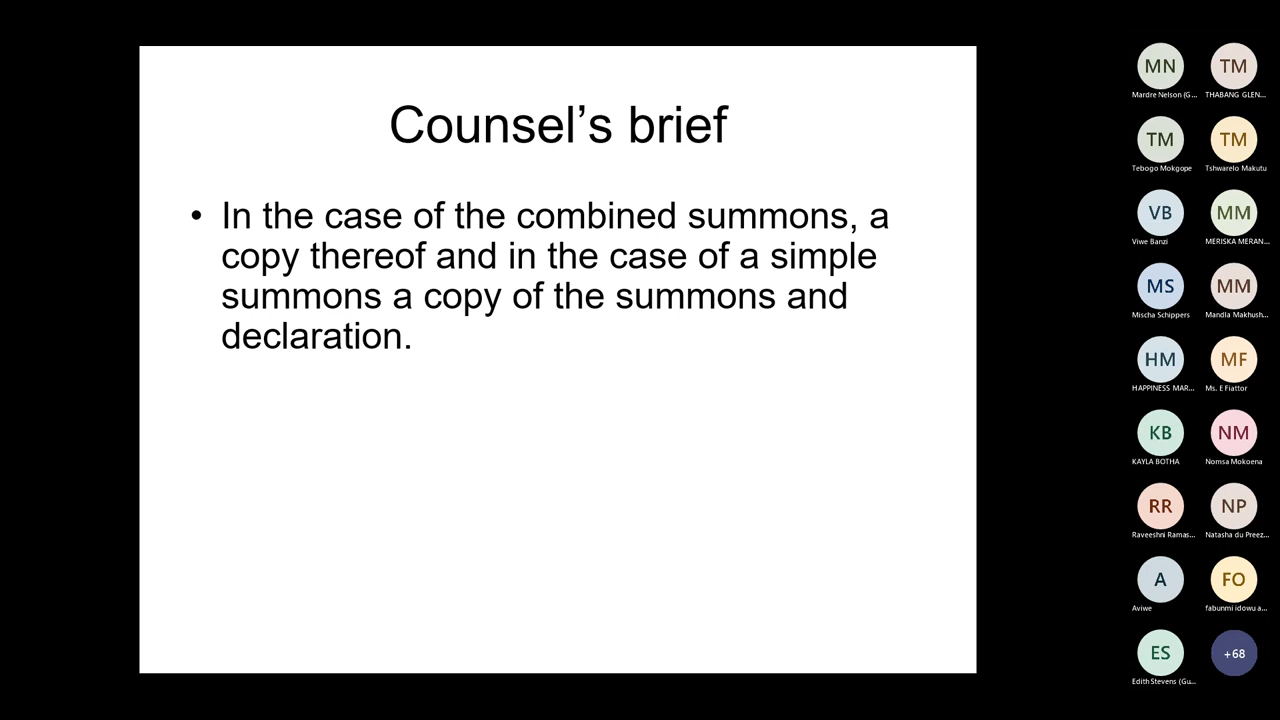 Counsel’s brief
• In the case of the combined summons, a
copy thereof and in the case of a simple
summons a copy of the summons and
declaration.
MN
Mardre Nelson (G...
TM
THABANG GLEN...
TM
Tebogo Mokgope
TM
Tshwarelo Makutu
VB
Viwe Banzi
MM
MERISKA MERAN...
MS
Mischa Schippers
MM
Mandla Makhush...
HM
HAPPINESS MAR...
MF
Ms. E Fiattor
KB
KAYLA BOTHA
NM
Nomsa Mokoena
RR
Raveeshni Ramas...
NP
Natasha du Preez...
A
Aviwe
FO
fabunmi idowu a...
ES
Edith Stevens (Gu...
+68